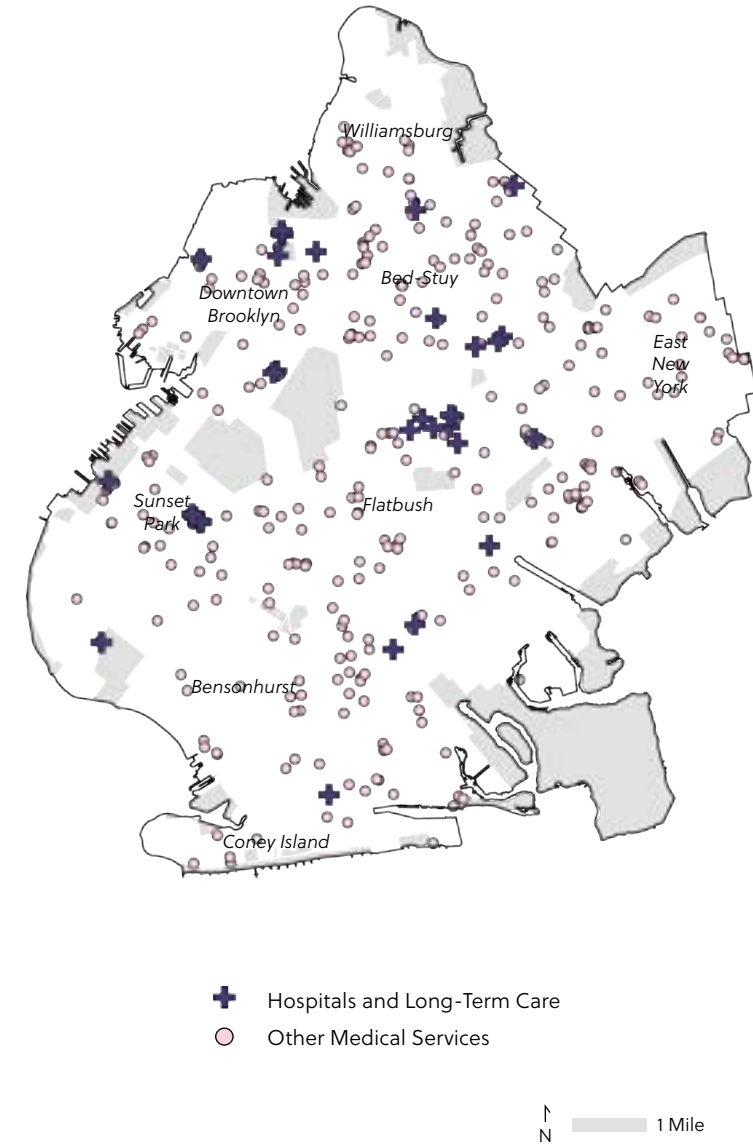 Williamsburg
Bed-Stuy
Downtown
Brooklyn
East
New
York
Sunset
Park
Flatbush
Bensonhurst
Coney Island
Hospitals and Long-Term Care
Other Medical Services
N
1 Mile